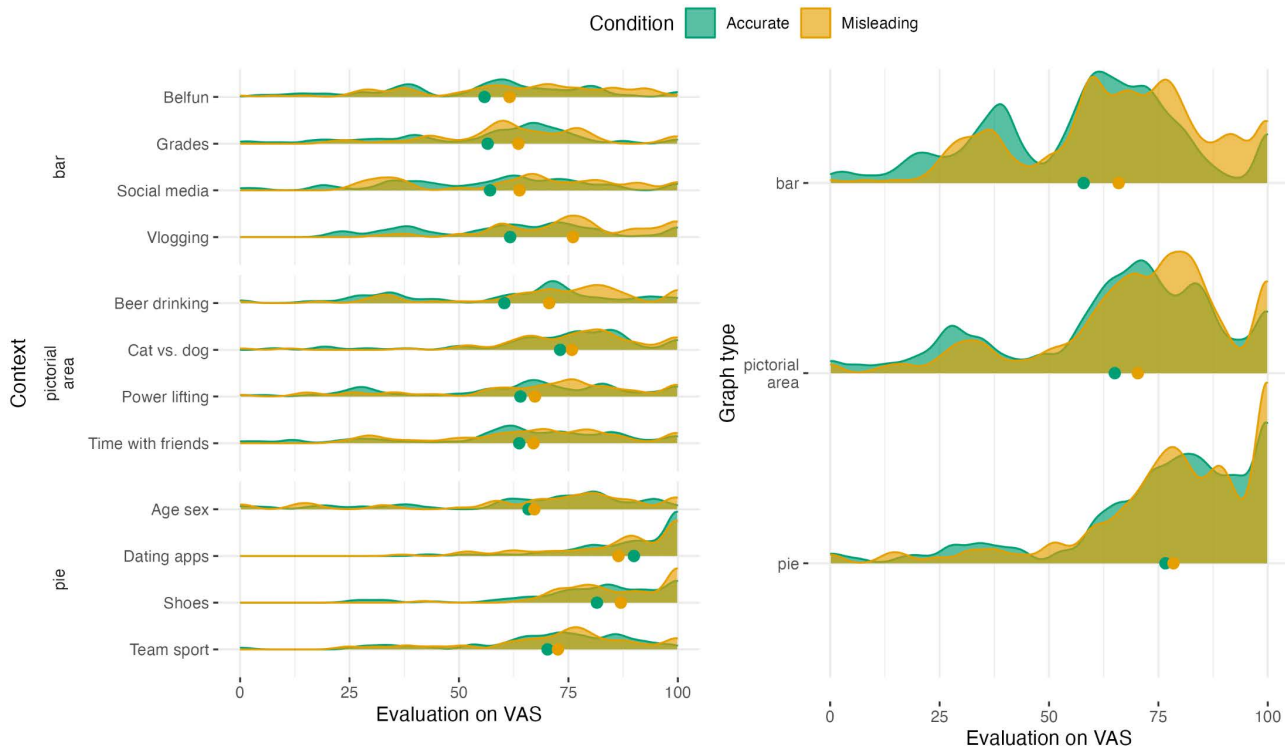 Condition Accurate Misleading
Context
bar
Belfun
Grades
Social media
Vlogging
pictorial
area
Beer drinking
Cat vs. dog
Power lifting
Time with friends
pie
Age sex
Dating apps
Shoes
Team sport
0 25 50 75 100
Evaluation on VAS
Graph type
bar
pictorial
area
pie
0 25 50 75 100
Evaluation on VAS